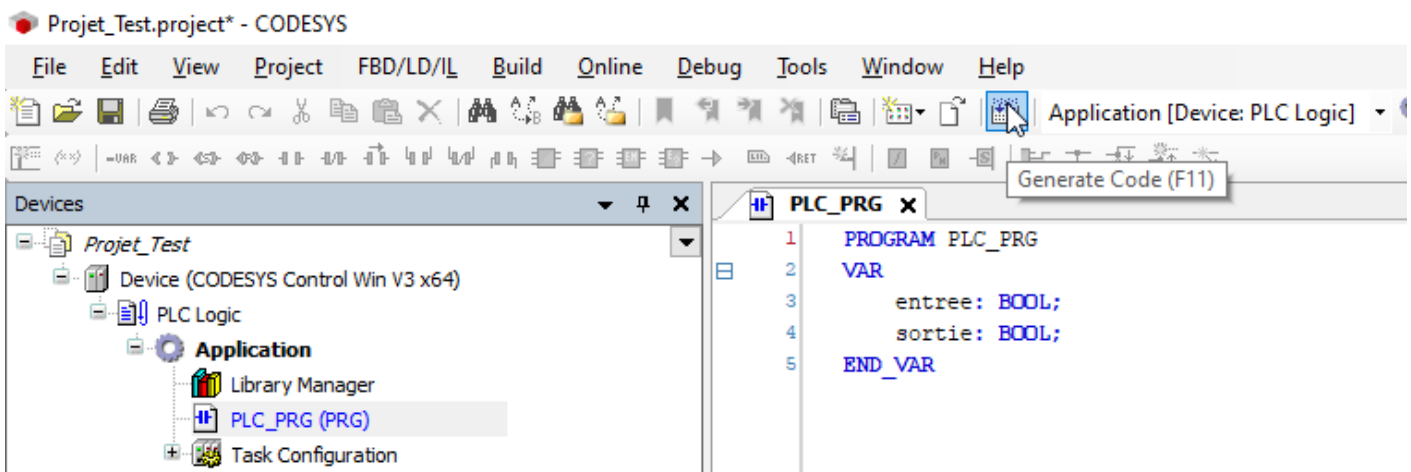 Projet_Test.project* - CODESYS
File Edit View Project FBD/LD/IL Build Online Debug Tools Window Help
Application [Device: PLC Logic]
Generate Code (F11)
Devices
Projet_Test
Device (CODESYS Control Win V3 x64)
PLC Logic
Application
Library Manager
PLC_PRG (PRG)
Task Configuration
PLC_PRG
1 PROGRAM PLC_PRG
2 VAR
3 entree: BOOL;
4 sortie: BOOL;
5 END_VAR